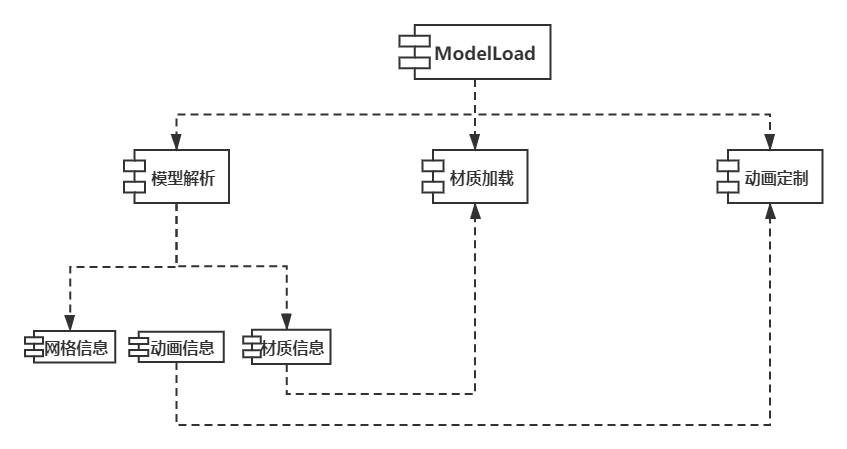 ModelLoad
模型解析
材质加载
动画定制
网格信息
动画信息
材质信息